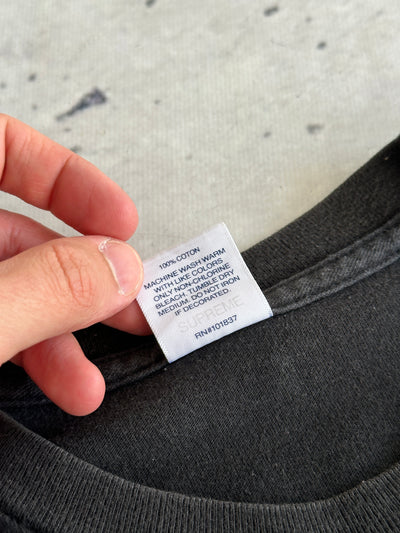 100% COTTON
MACHINE WASH WARM
WITH LIKE COLORS
ONLY NON-CHLORINE
BLEACH. TUMBLE DRY
MEDIUM. DO NOT IRON
IF DECORATED.
SUPREME
RN#101837